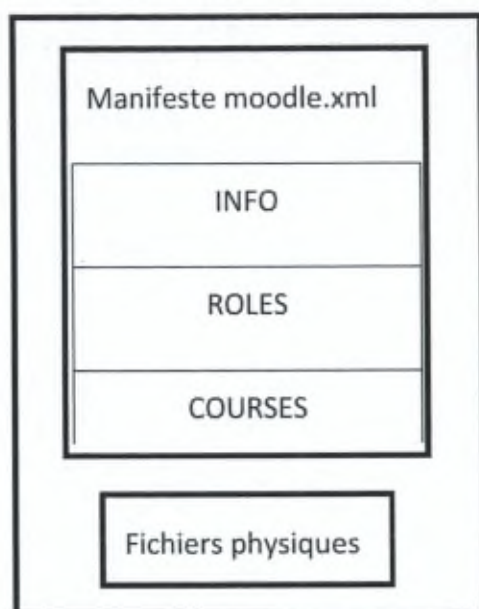 Manifeste moodle.xml
INFO
ROLES
COURSES
Fichiers physiques